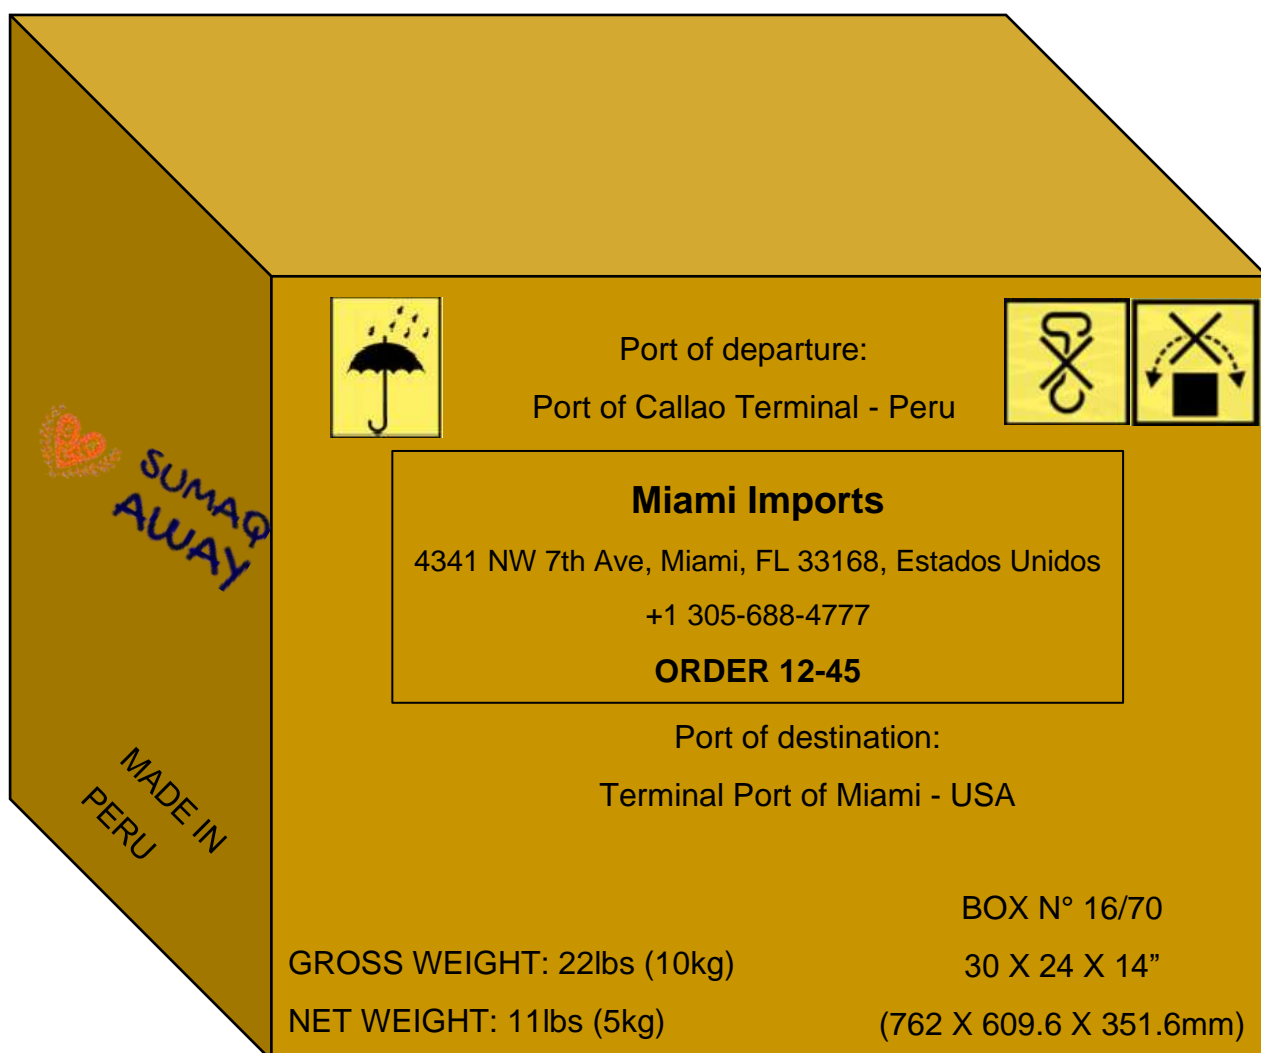 Port of departure:
Port of Callao Terminal - Peru
Miami Imports
4341 NW 7th Ave, Miami, FL 33168, Estados Unidos
+1 305-688-4777
ORDER 12-45
Port of destination:
Terminal Port of Miami - USA
SUMAQ
AWAY
MADE IN
PERU
BOX N° 16/70
GROSS WEIGHT: 22lbs (10kg)
30 X 24 X 14”
NET WEIGHT: 11lbs (5kg)
(762 X 609.6 X 351.6mm)